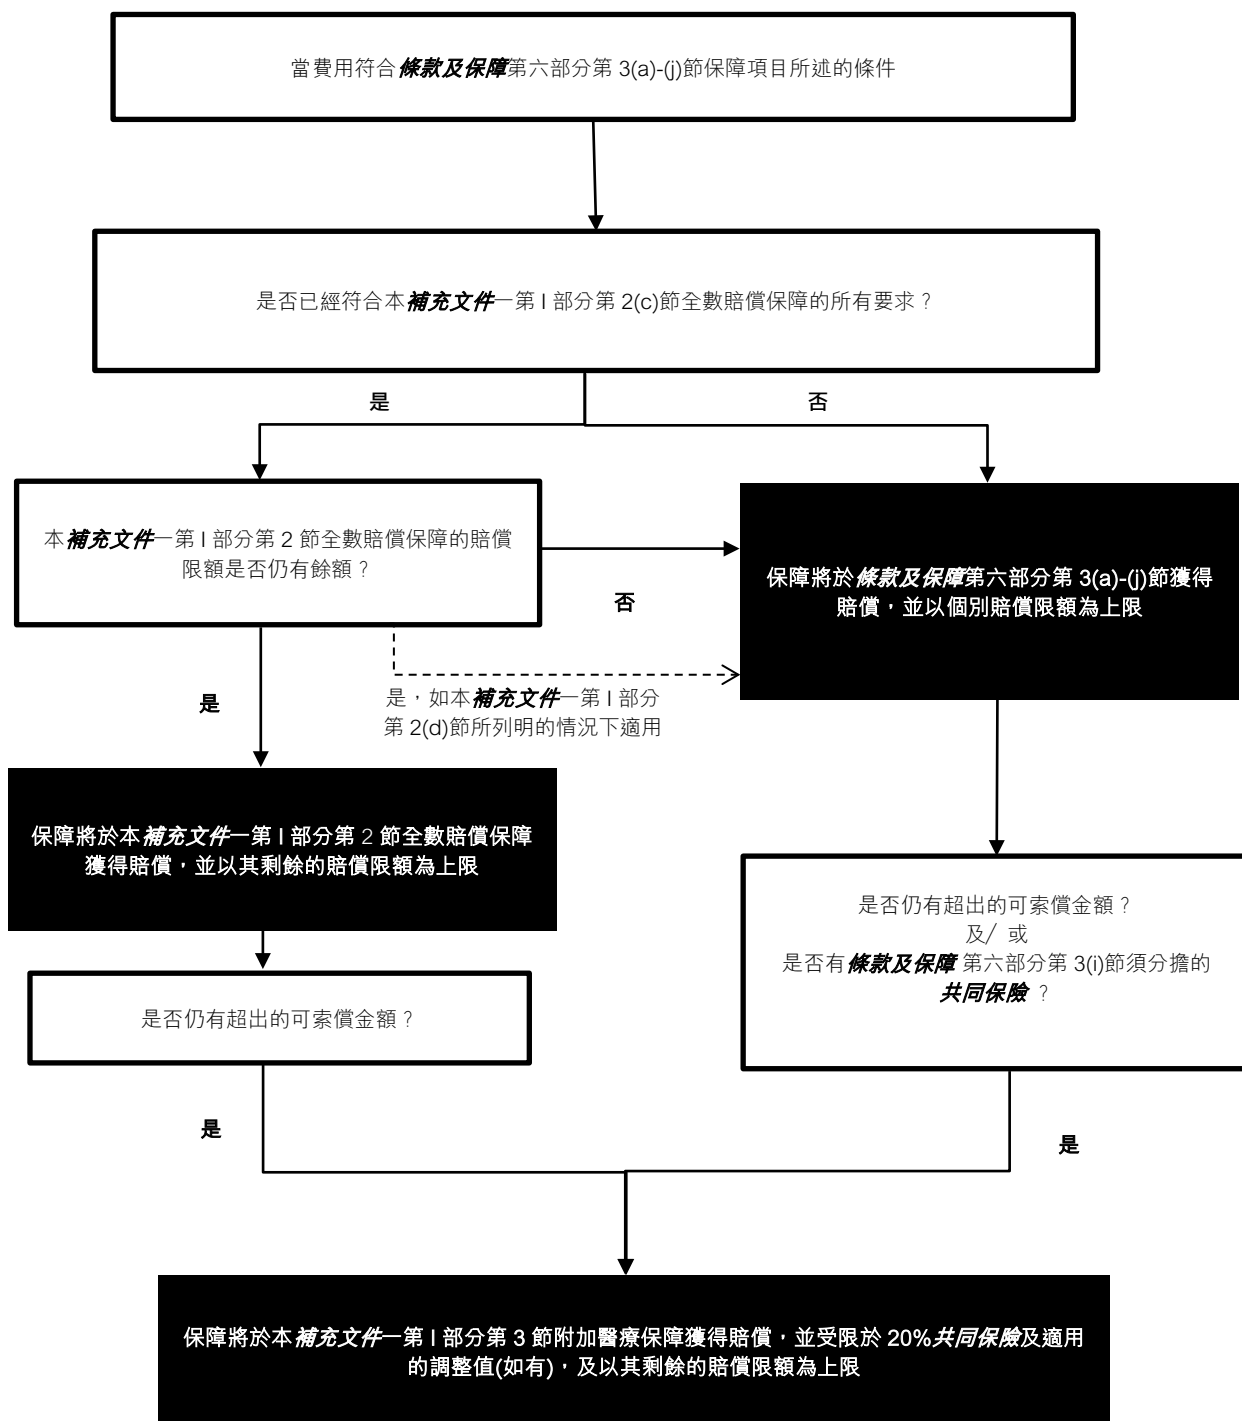 當費用符合條款及保障第六部分第 3(a)-(j)節保障項目所述的條件
是否已經符合本補充文件一第 I 部分第 2(c)節全數賠償保障的所有要求？
是
否
本補充文件一第 I 部分第 2 節全數賠償保障的賠償
限額是否仍有餘額？
否
保障將於條款及保障第六部分第 3(a)-(j)節獲得
賠償，並以個別賠償限額為上限
是，如本補充文件一第 I 部分
第 2(d)節所列明的情況下適用
是
保障將於本補充文件一第 I 部分第 2 節全數賠償保障
獲得賠償，並以其剩餘的賠償限額為上限
是否仍有超出的可索償金額？
及/ 或
是否有條款及保障 第六部分第 3(i)節須分擔的
共同保險 ？
是否仍有超出的可索償金額？
是
是
保障將於本補充文件一第 I 部分第 3 節附加醫療保障獲得賠償，並受限於 20%共同保險及適用
的調整值(如有)，及以其剩餘的賠償限額為上限